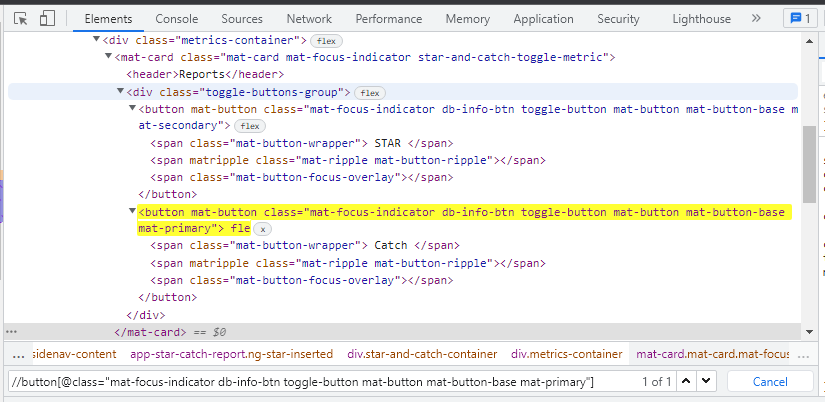 Elements Console Sources Network Performance Memory Application Security Lighthouse » 1
<div class="metrics-container"> flex
<mat-card class="mat-card mat-focus-indicator star-and-catch-toggle-metric">
<header>Reports</header>
<div class="toggle-buttons-group"> flex
<button mat-button class="mat-focus-indicator db-info-btn toggle-button mat-button mat-button-base m
at-secondary"> flex
<span class="mat-button-wrapper"> STAR </span>
<span matripple class="mat-ripple mat-button-ripple"></span>
<span class="mat-button-focus-overlay"></span>
</button>
<button mat-button class="mat-focus-indicator db-info-btn toggle-button mat-button mat-button-base
mat-primary"> fle x
<span class="mat-button-wrapper"> Catch </span>
<span matripple class="mat-ripple mat-button-ripple"></span>
<span class="mat-button-focus-overlay"></span>
</button>
</div>
… </mat-card> == $0
… sidenav-content app-star-catch-report.ng-star-inserted div.star-and-catch-container div.metrics-container mat-card.mat-card.mat-focus …
//button[@class="mat-focus-indicator db-info-btn toggle-button mat-button mat-button-base mat-primary"] 1 of 1 Cancel